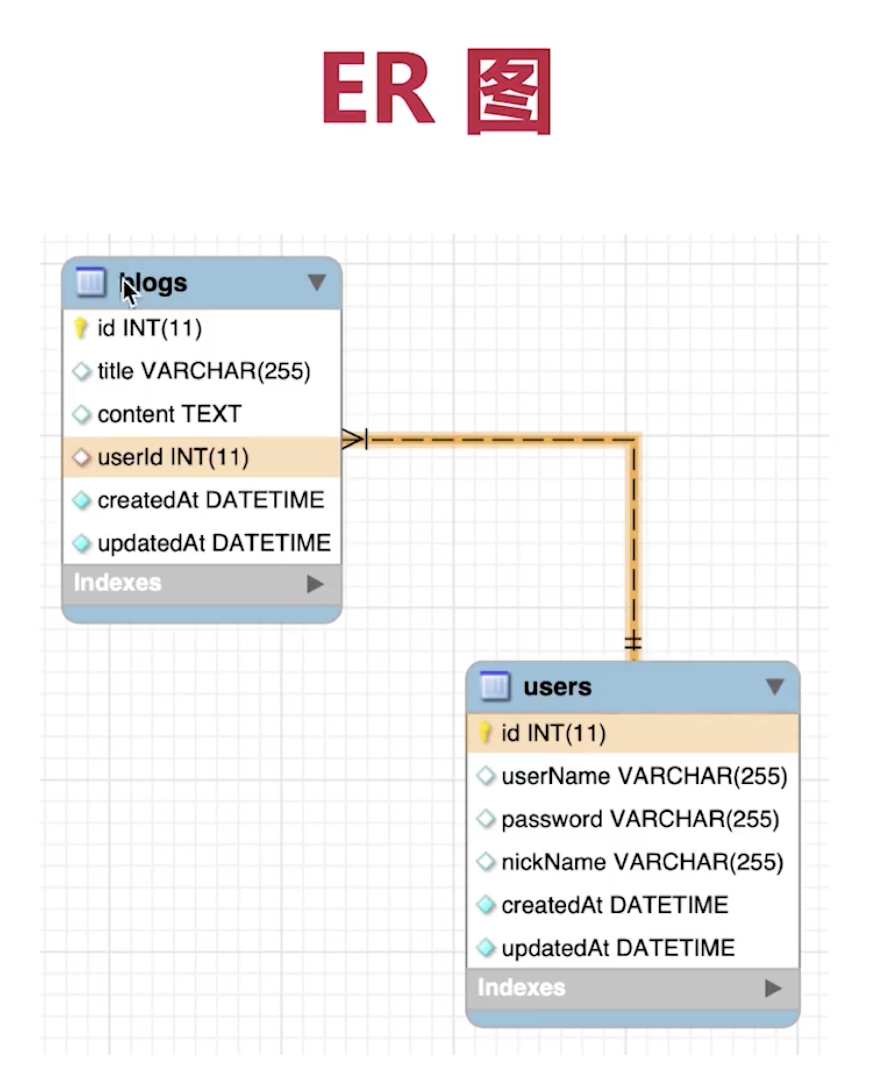 ER 图
blogs
id INT(11)
title VARCHAR(255)
content TEXT
userId INT(11)
createdAt DATETIME
updatedAt DATETIME
Indexes
users
id INT(11)
userName VARCHAR(255)
password VARCHAR(255)
nickName VARCHAR(255)
createdAt DATETIME
updatedAt DATETIME
Indexes